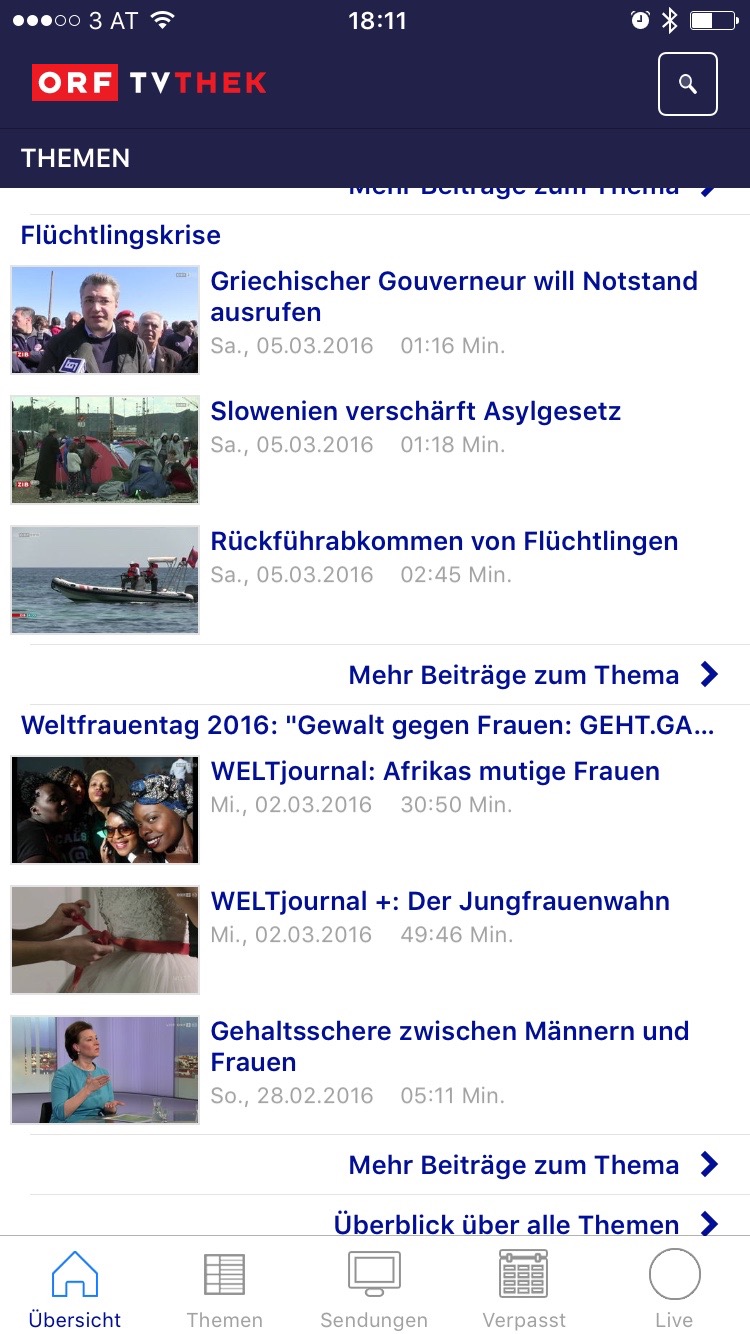 3 AT
18:11
ORF TVTHEK
THEMEN
Mehr Beiträge zum Thema
Flüchtlingskrise
Griechischer Gouverneur will Notstand
ausrufen
Sa., 05.03.2016 01:16 Min.
ZIB
Slowenien verschärft Asylgesetz
Sa., 05.03.2016 01:18 Min.
ZIB
Rückführabkommen von Flüchtlingen
Sa., 05.03.2016 02:45 Min.
Mehr Beiträge zum Thema
Weltfrauentag 2016: "Gewalt gegen Frauen: GEHT.GA...
WELTjournal: Afrikas mutige Frauen
Mi., 02.03.2016 30:50 Min.
WELTjournal +: Der Jungfrauenwahn
Mi., 02.03.2016 49:46 Min.
Gehaltsschere zwischen Männern und
Frauen
So., 28.02.2016 05:11 Min.
Mehr Beiträge zum Thema
Überblick über alle Themen
Übersicht Themen Sendungen Verpasst Live